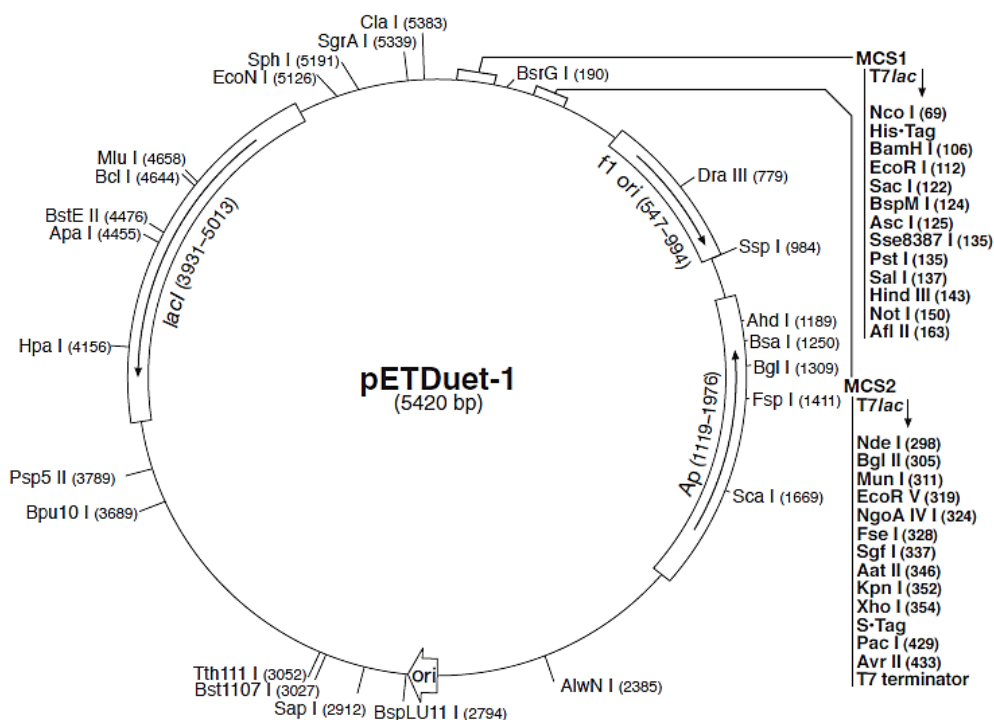 Cla I (5383)
SgrA I (5339)
Sph I (5191)
EcoN I (5126)
Mlu I (4658)
Bcl I (4644)
BstE II (4476)
Apa I (4455)
Hpa I (4156)
Psp5 II (3789)
Bpu10 I (3689)
Tth111 I (3052)
Bst1107 I (3027)
Sap I (2912)
BspLU11 I (2794)
AlwN I (2385)
lacI (3931–5013)
pETDuet-1
(5420 bp)
ori
BsrG I (190)
f1 ori (547–994)
Dra III (779)
Ssp I (984)
Ahd I (1189)
Bsa I (1250)
Bgl I (1309)
Fsp I (1411)
Sca I (1669)
Ap (1119–1976)
MCS1
T7lac
Nco I (69)
His•Tag
BamH I (106)
EcoR I (112)
Sac I (122)
BspM I (124)
Asc I (125)
Sse8387 I (135)
Pst I (135)
Sal I (137)
Hind III (143)
Not I (150)
Afl II (163)
MCS2
T7lac
Nde I (298)
Bgl II (305)
Mun I (311)
EcoR V (319)
NgoA IV I (324)
Fse I (328)
Sgf I (337)
Aat II (346)
Kpn I (352)
Xho I (354)
S•Tag
Pac I (429)
Avr II (433)
T7 terminator